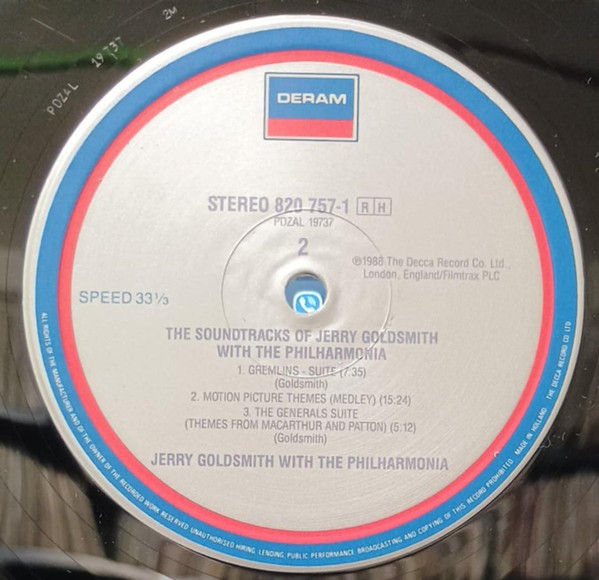 2M
PDZAL 19737
DERAM
STEREO 820 757-1 RH
PDZAL 19737
2
℗1988 The Decca Record Co. Ltd.,
London, England/Filmtrax PLC
SPEED 33⅓
THE SOUNDTRACKS OF JERRY GOLDSMITH
WITH THE PHILHARMONIA
1. GREMLINS - SUITE (7:35)
(Goldsmith)
2. MOTION PICTURE THEMES (MEDLEY) (15:24)
3. THE GENERALS SUITE
(THEMES FROM MACARTHUR AND PATTON) (5:12)
(Goldsmith)
JERRY GOLDSMITH WITH THE PHILHARMONIA
ALL RIGHTS OF THE MANUFACTURER AND OF THE OWNER OF THE RECORDED WORK RESERVED UNAUTHORISED HIRING, LENDING, PUBLIC PERFORMANCE, BROADCASTING AND COPYING OF THIS RECORD PROHIBITED MADE IN HOLLAND THE DECCA RECORD CO LTD